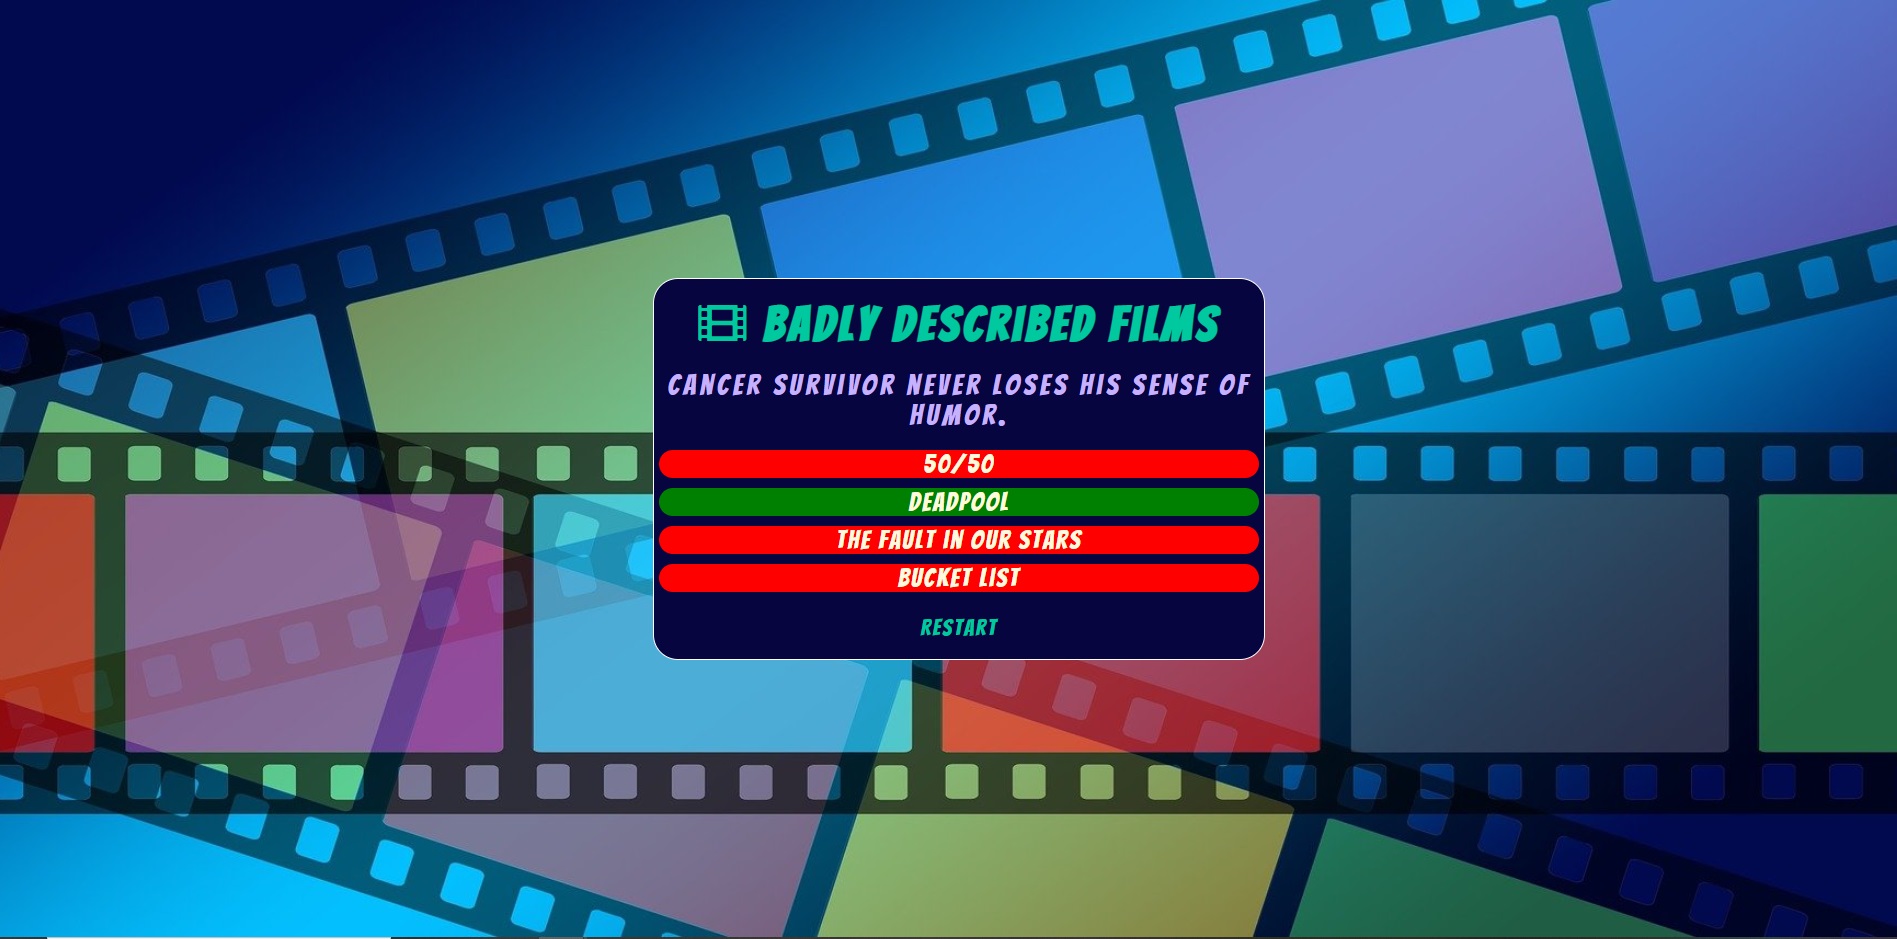 BADLY DESCRIBED FILMS
CANCER SURVIVOR NEVER LOSES HIS SENSE OF
HUMOR.
50/50
DEADPOOL
THE FAULT IN OUR STARS
BUCKET LIST
RESTART